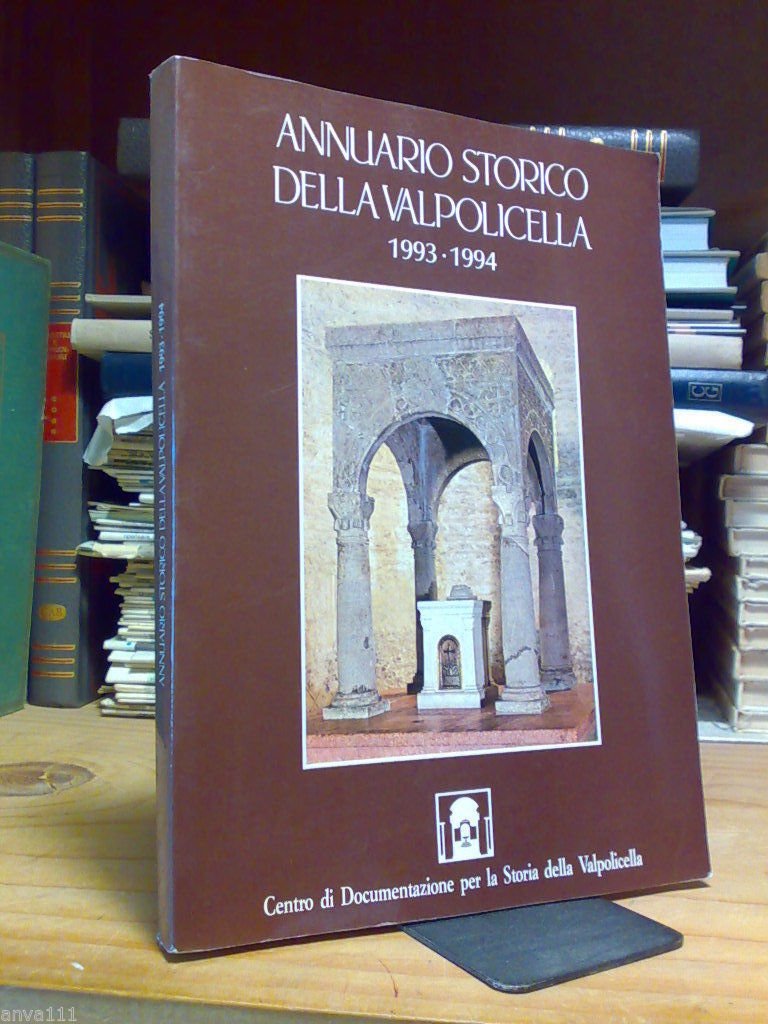 ANNUARIO STORICO
DELLA VALPOLICELLA
1993 · 1994
ANNUARIO STORICO DELLA VALPOLICELLA 1993 · 1994
Centro di Documentazione per la Storia della Valpolicella
anva111